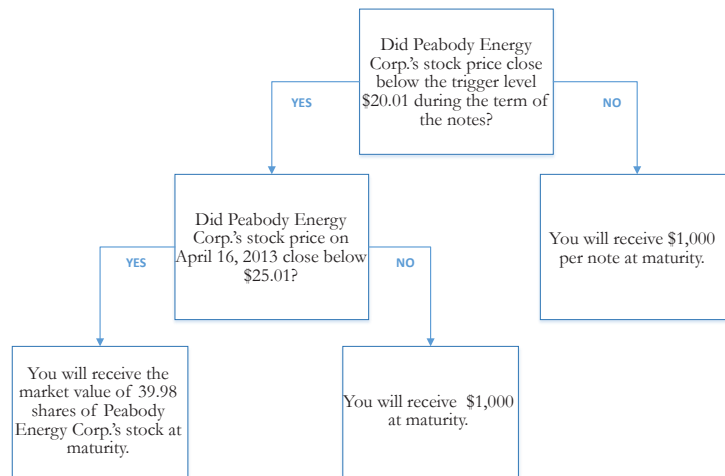 Did Peabody Energy
Corp.'s stock price close
below the trigger level
$20.01 during the term of
the notes?
YES
NO
Did Peabody Energy
Corp.'s stock price on
April 16, 2013 close below
$25.01?
You will receive $1,000
per note at maturity.
YES
NO
You will receive the
market value of 39.98
shares of Peabody
Energy Corp.'s stock at
maturity.
You will receive $1,000
at maturity.